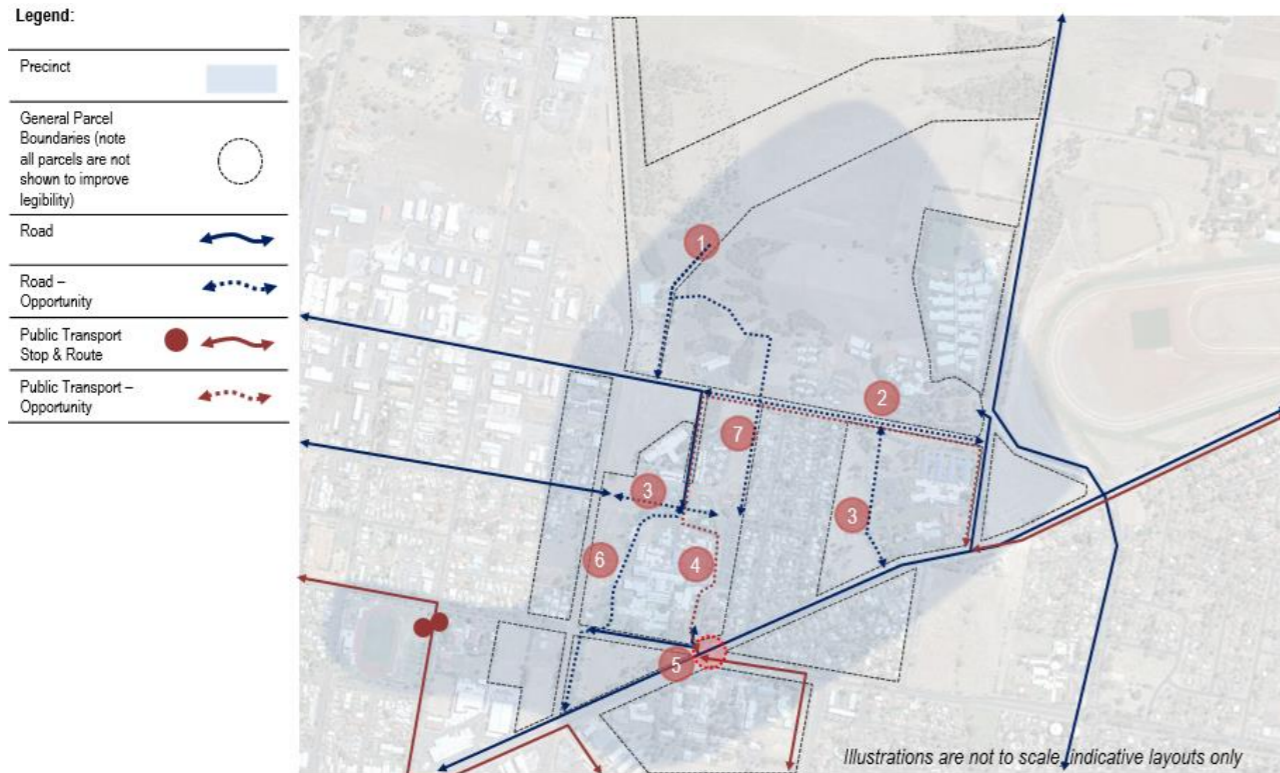 Legend:
Precinct
General Parcel
Boundaries (note
all parcels are not
shown to improve
legibility)
Road
Road –
Opportunity
Public Transport
Stop & Route
Public Transport –
Opportunity
1
2
7
3
3
6
4
5
Illustrations are not to scale, indicative layouts only